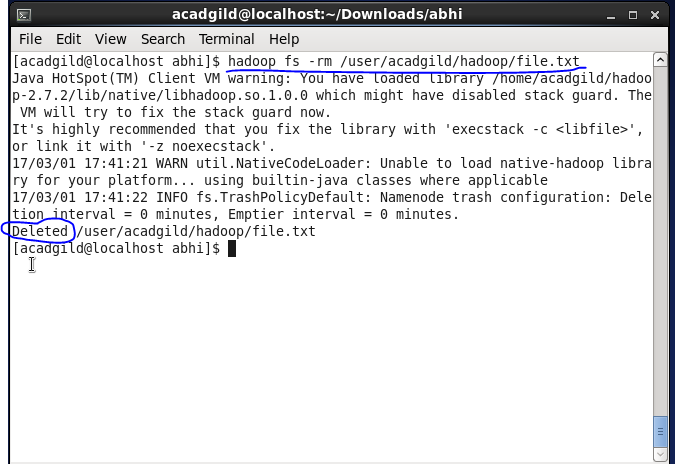 acadgild@localhost:~/Downloads/abhi
File Edit View Search Terminal Help
[acadgild@localhost abhi]$ hadoop fs -rm /user/acadgild/hadoop/file.txt
Java HotSpot(TM) Client VM warning: You have loaded library /home/acadgild/hadoo
p-2.7.2/lib/native/libhadoop.so.1.0.0 which might have disabled stack guard. The
 VM will try to fix the stack guard now.
It's highly recommended that you fix the library with 'execstack -c <libfile>',
or link it with '-z noexecstack'.
17/03/01 17:41:21 WARN util.NativeCodeLoader: Unable to load native-hadoop libra
ry for your platform... using builtin-java classes where applicable
17/03/01 17:41:22 INFO fs.TrashPolicyDefault: Namenode trash configuration: Dele
tion interval = 0 minutes, Emptier interval = 0 minutes.
Deleted /user/acadgild/hadoop/file.txt
[acadgild@localhost abhi]$